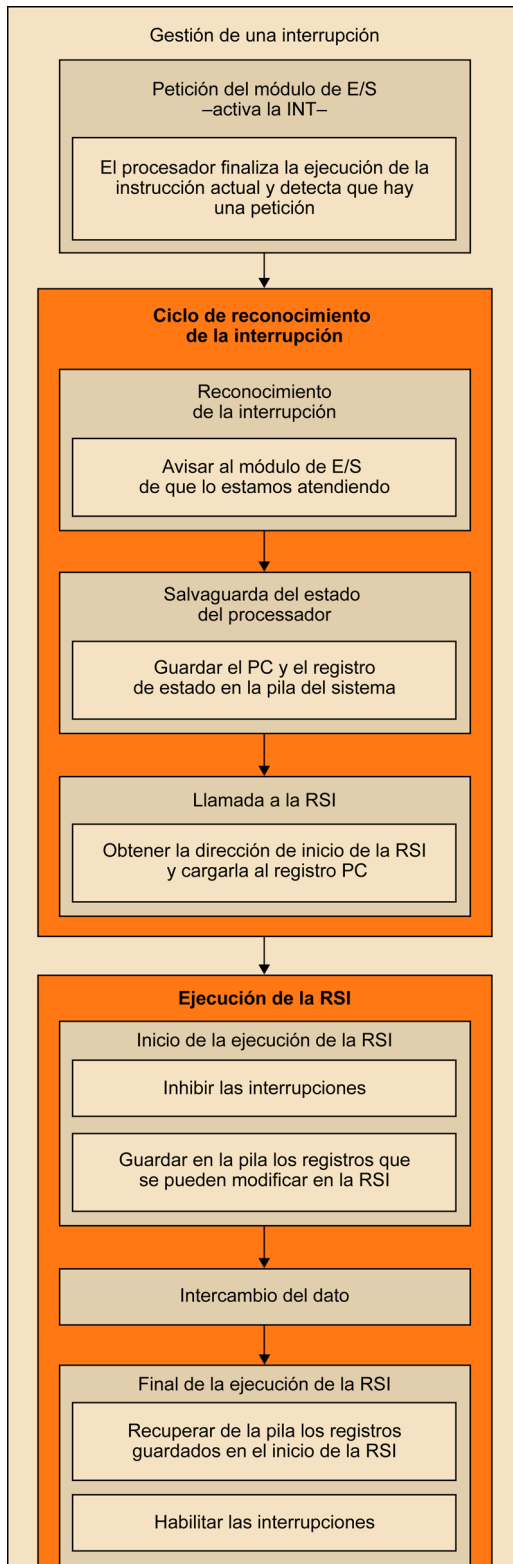 Gestión de una interrupción
Petición del módulo de E/S
–activa la INT–
El procesador finaliza la ejecución de la
instrucción actual y detecta que hay
una petición
Ciclo de reconocimiento
de la interrupción
Reconocimiento
de la interrupción
Avisar al módulo de E/S
de que lo estamos atendiendo
Salvaguarda del estado
del processador
Guardar el PC y el registro
de estado en la pila del sistema
Llamada a la RSI
Obtener la dirección de inicio de la RSI
y cargarla al registro PC
Ejecución de la RSI
Inicio de la ejecución de la RSI
Inhibir las interrupciones
Guardar en la pila los registros que
se pueden modificar en la RSI
Intercambio del dato
Final de la ejecución de la RSI
Recuperar de la pila los registros
guardados en el inicio de la RSI
Habilitar las interrupciones